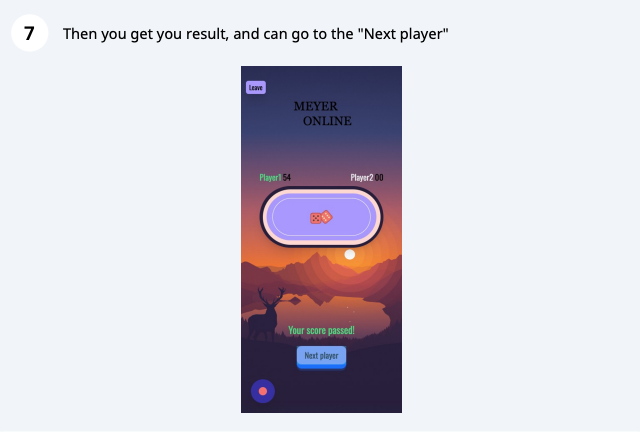 7
Then you get you result, and can go to the "Next player"
Leave
MEYER
ONLINE
Player1 54
Player2 00
Your score passed!
Next player